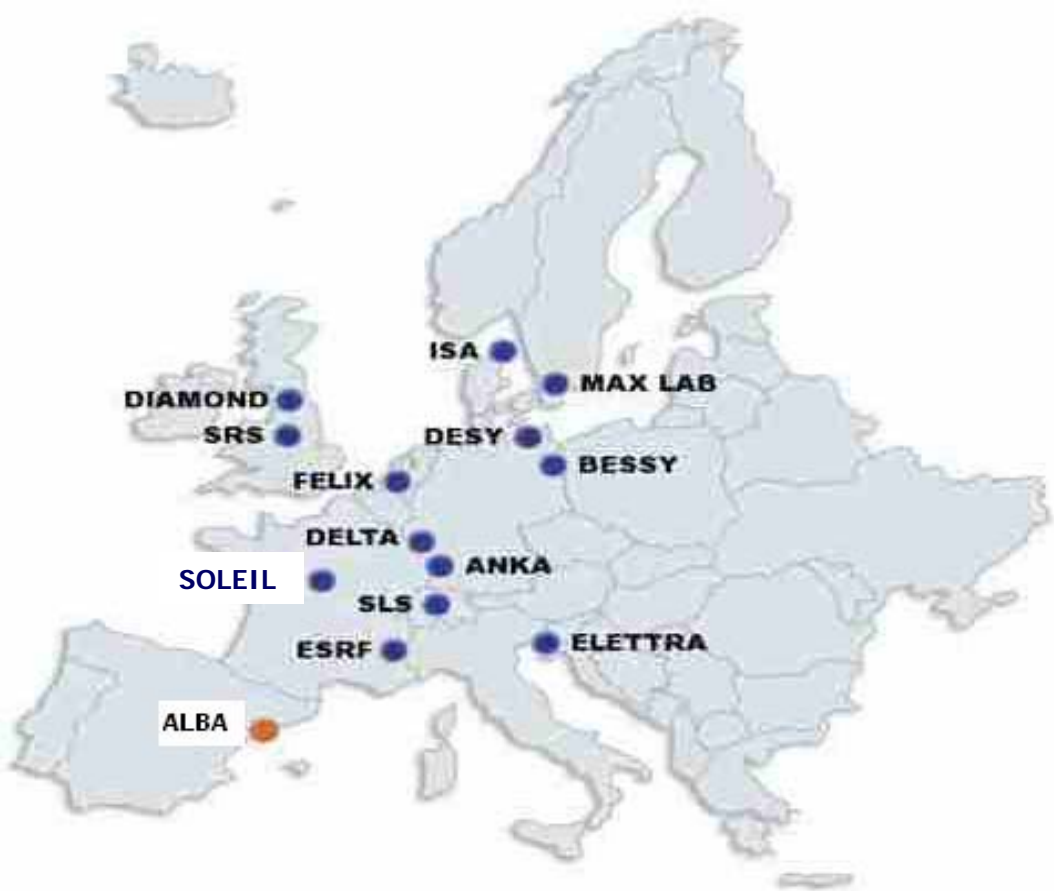 ISA
MAX LAB
DIAMOND
SRS
DESY
BESSY
FELIX
DELTA
ANKA
SOLEIL
SLS
ESRF
ELETTRA
ALBA